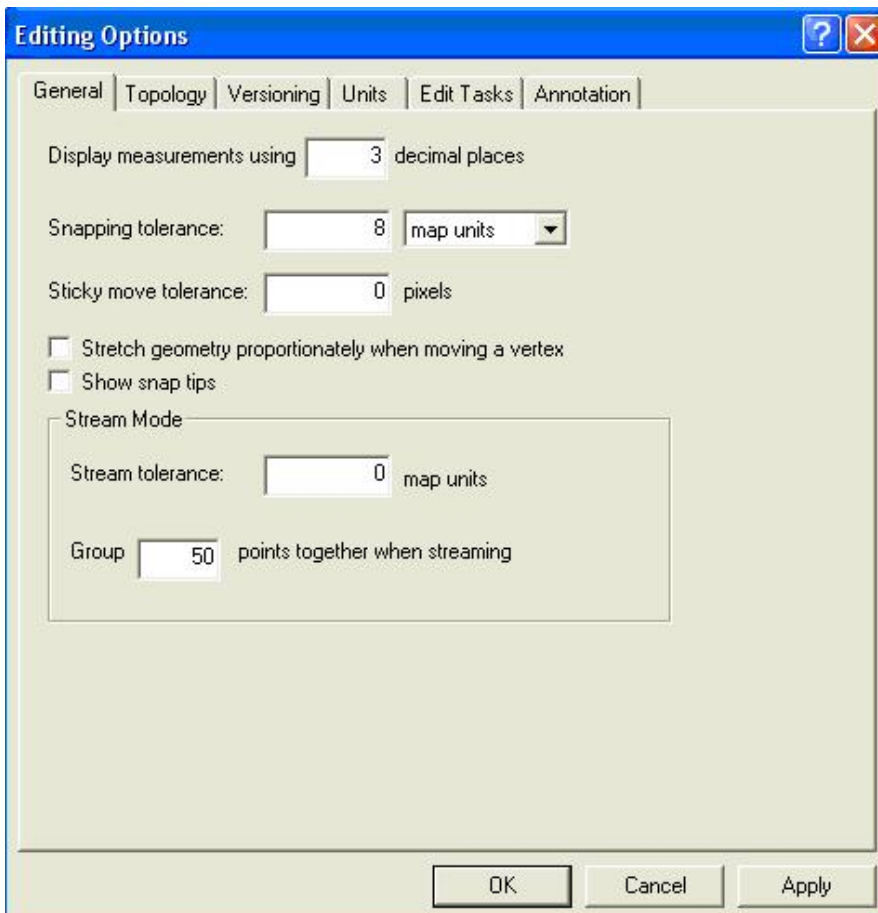 Editing Options
General Topology Versioning Units Edit Tasks Annotation
Display measurements using 3 decimal places
Snapping tolerance: 8 map units
Sticky move tolerance: 0 pixels
Stretch geometry proportionately when moving a vertex
Show snap tips
Stream Mode
Stream tolerance: 0 map units
Group 50 points together when streaming
OK Cancel Apply